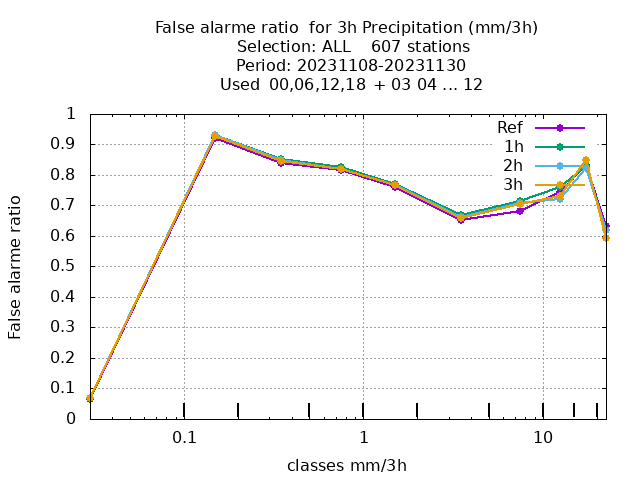 False alarme ratio  for 3h Precipitation (mm/3h)
Selection: ALL    607 stations
Period: 20231108-20231130
Used  00,06,12,18  + 03 04 ... 12
Ref
1h
2h
3h
1
0.9
0.8
0.7
0.6
0.5
0.4
0.3
0.2
0.1
0
False alarme ratio
0.1
1
10
classes mm/3h